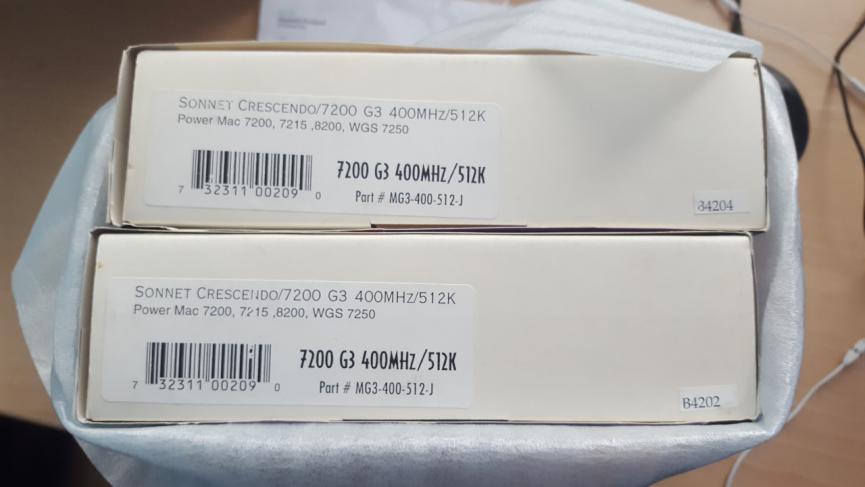 SONNET CRESCENDO/7200 G3 400MHZ/512K
Power Mac 7200, 7215 ,8200, WGS 7250
7 32311 00209 0
7200 G3 400MHZ/512K
Part # MG3-400-512-J
34204
SONNET CRESCENDO/7200 G3 400MHZ/512K
Power Mac 7200, 7215 ,8200, WGS 7250
7 32311 00209 0
7200 G3 400MHZ/512K
Part # MG3-400-512-J
B4202